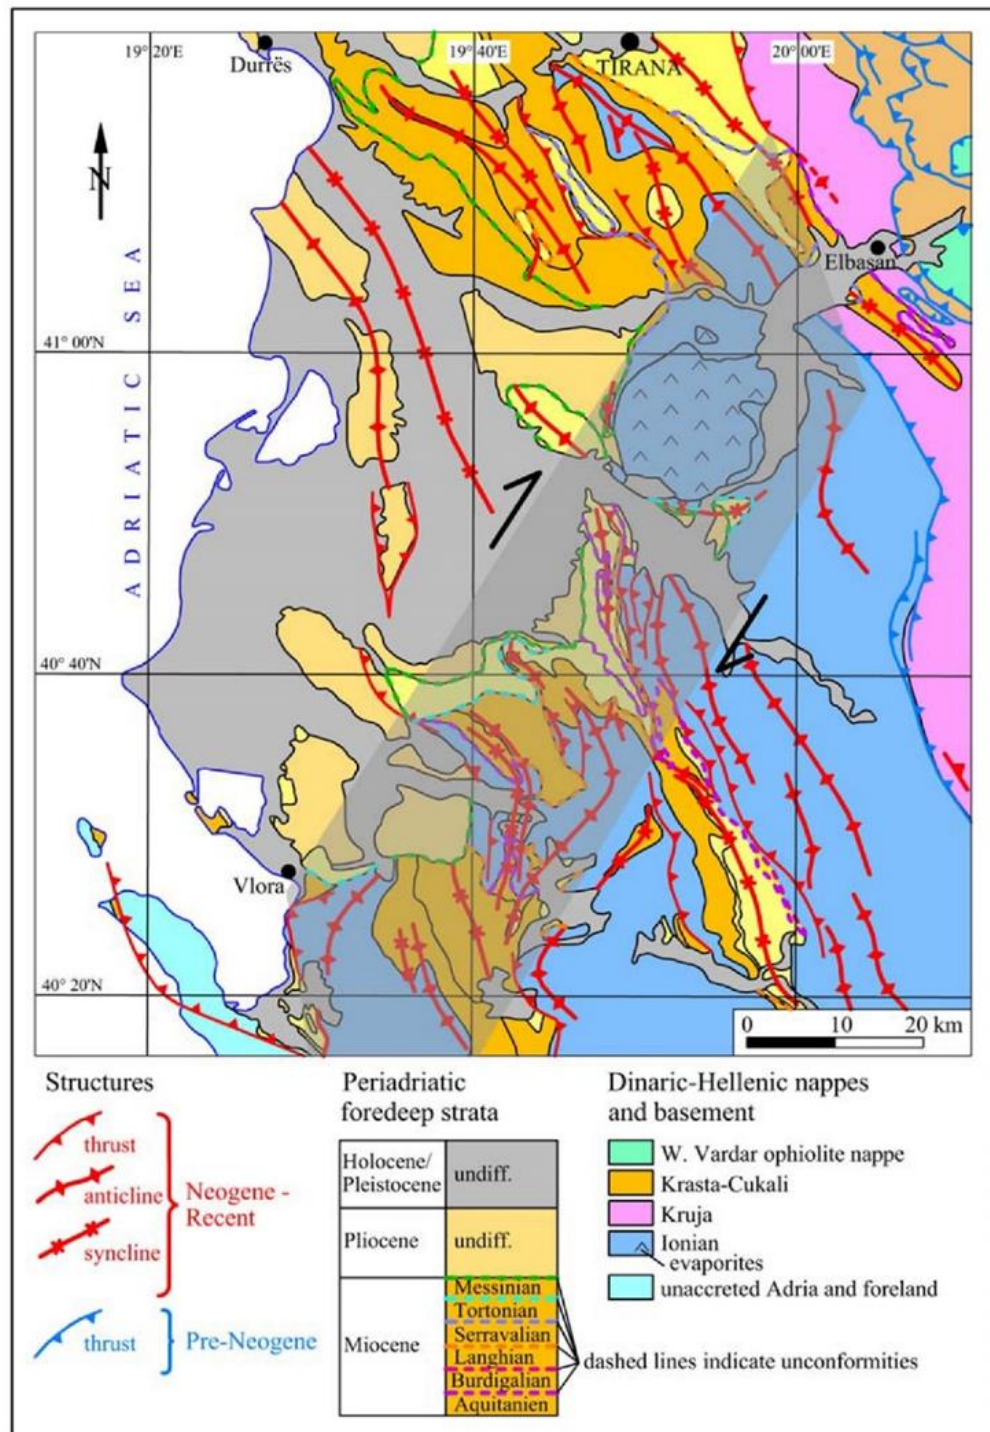 19° 20'E
19° 40'E
20° 00'E
Durrës
TIRANA
N
Elbasan
ADRIATIC SEA
41° 00'N
40° 40'N
Vlora
40° 20'N
0 10 20 km
Structures
thrust
anticline
syncline
Neogene -
Recent
thrust
Pre-Neogene
Periadriatic
foredeep strata
Holocene/
Pleistocene
undiff.
Pliocene
undiff.
Miocene
Messinian
Tortonian
Serravalian
Langhian
Burdigalian
Aquitanien
dashed lines indicate unconformities
Dinaric-Hellenic nappes
and basement
W. Vardar ophiolite nappe
Krasta-Cukali
Kruja
Ionian
evaporites
unaccreted Adria and foreland